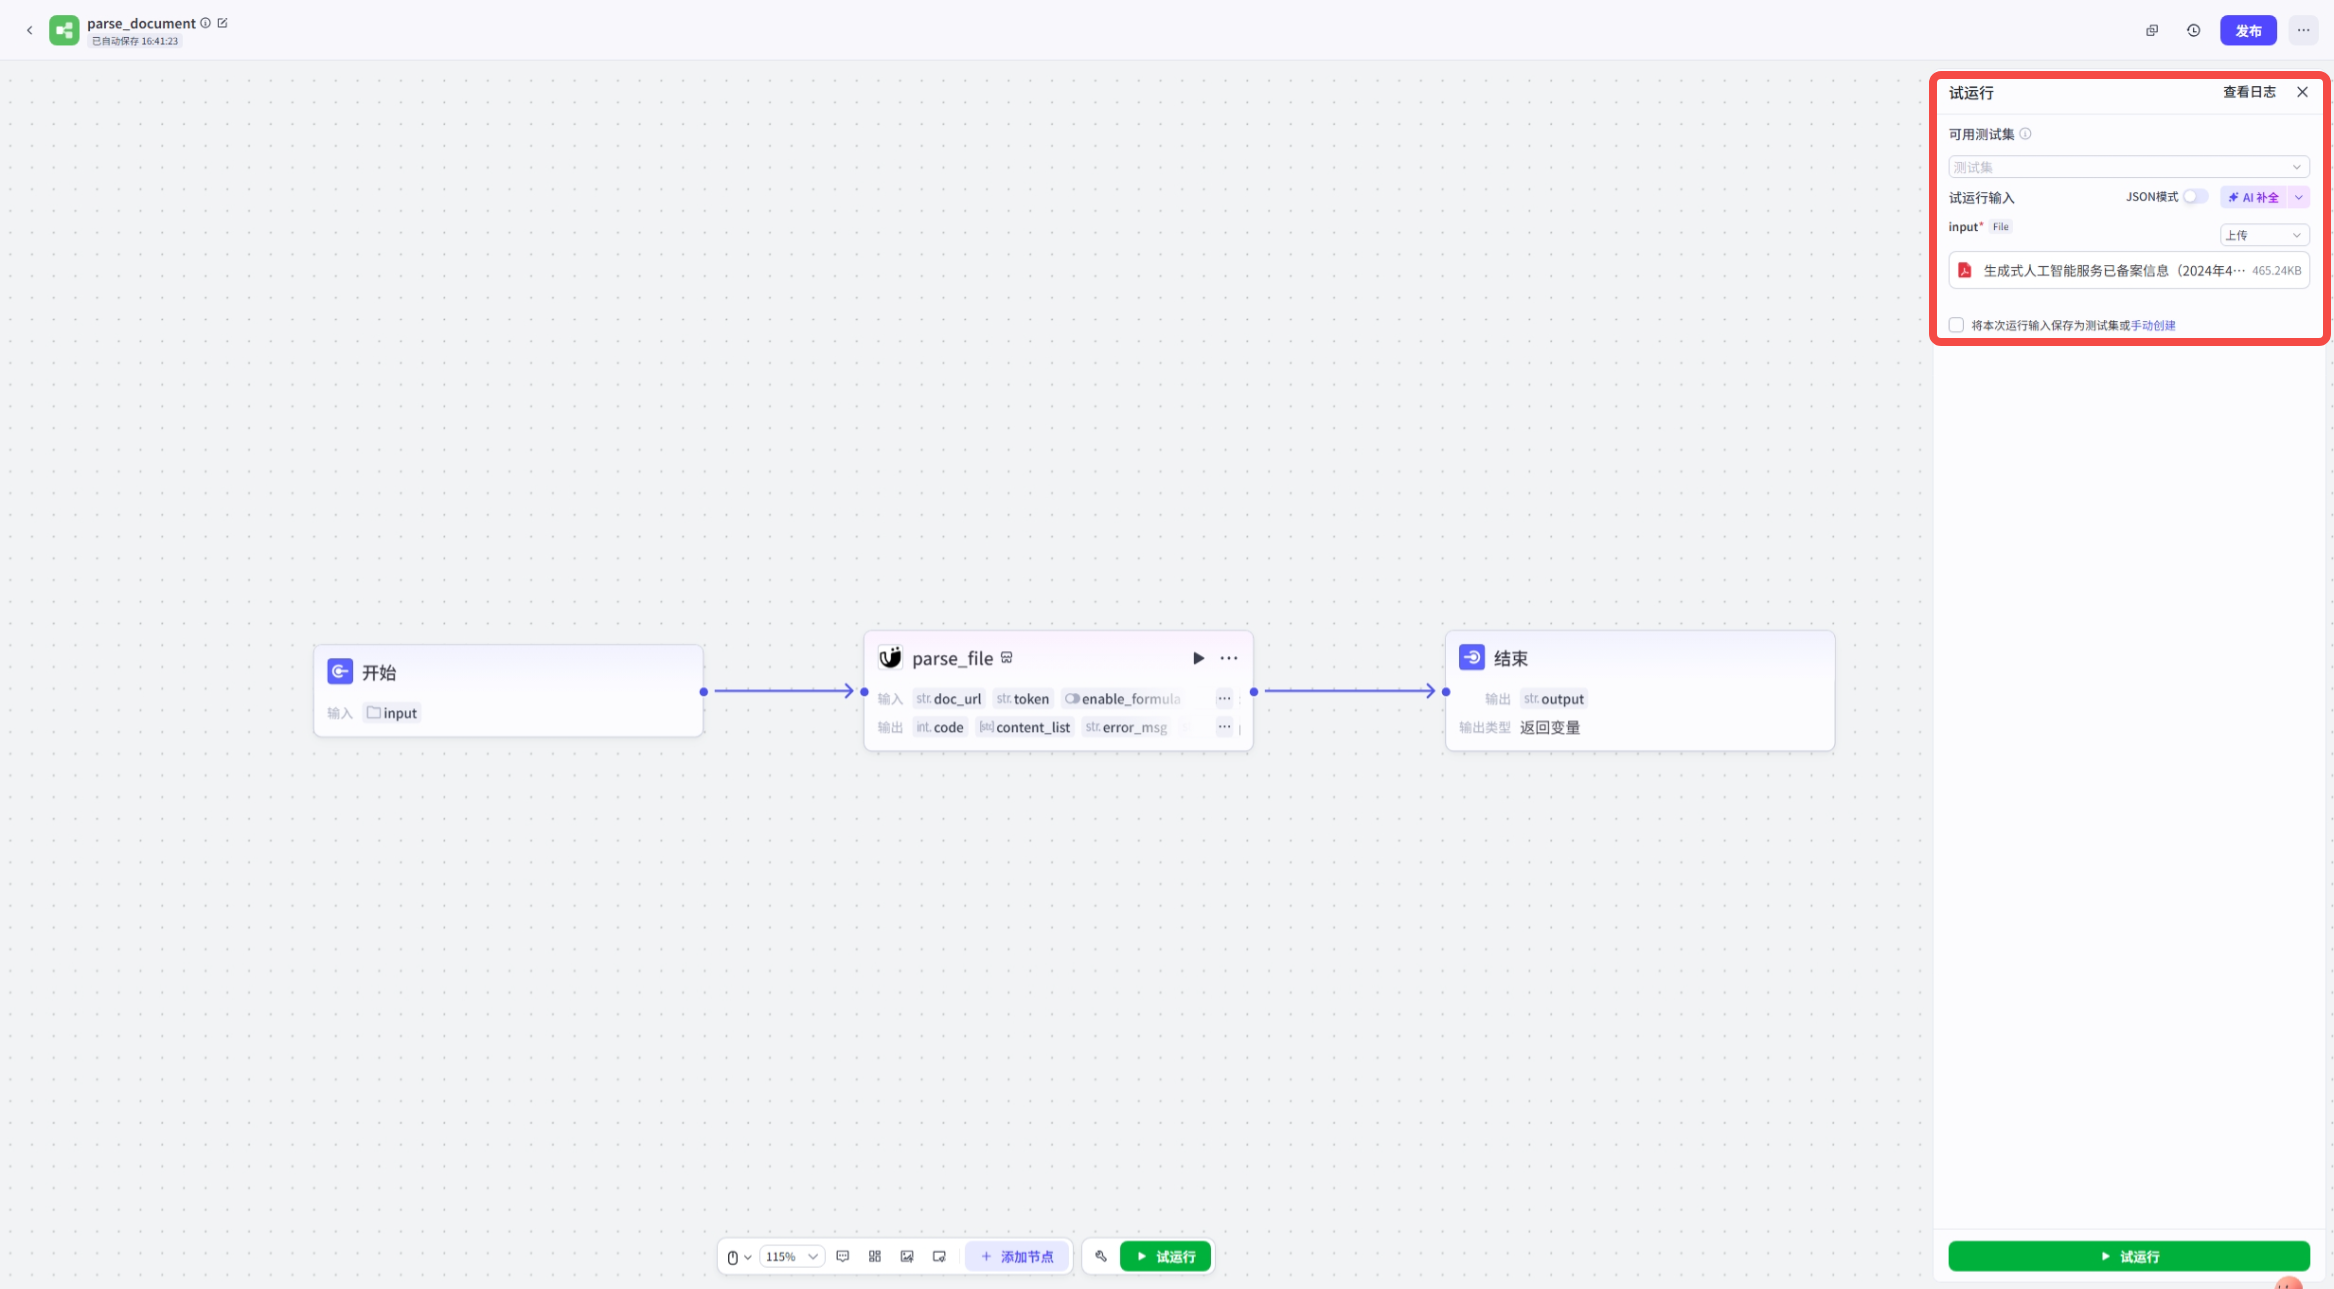 parse_document
已自动保存 16:41:23
发布
试运行
查看日志
可用测试集
测试集
试运行输入
JSON模式
AI 补全
input* File
上传
生成式人工智能服务已备案信息（2024年4··· 465.24KB
将本次运行输入保存为测试集或手动创建
开始
输入 input
parse_file
输入 str. doc_url str. token enable_formula ···
输出 int. code [str] content_list str. error_msg ···
结束
输出 str. output
输出类型 返回变量
115%
+ 添加节点
试运行
试运行